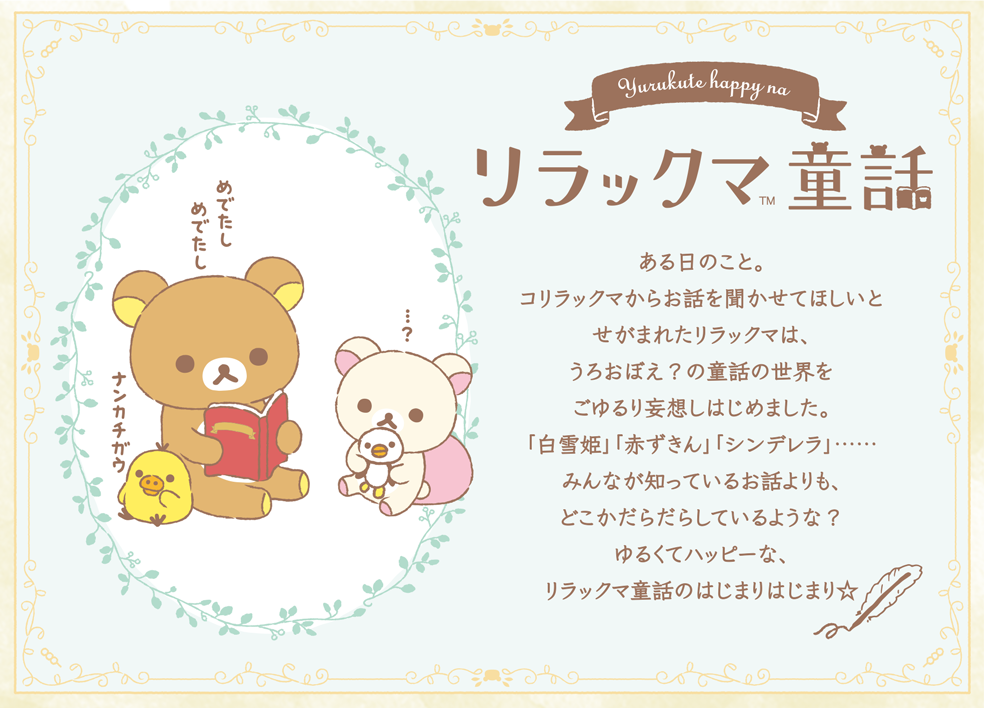 Yurukute happy na
リラックマ™童話
めでたし
めでたし
…?
ナンカチガウ
ある日のこと。
コリラックマからお話を聞かせてほしいと
せがまれたリラックマは、
うろおぼえ？の童話の世界を
ごゆるり妄想しはじめました。
「白雪姫」「赤ずきん」「シンデレラ」……
みんなが知っているお話よりも、
どこかだらだらしているような？
ゆるくてハッピーな、
リラックマ童話のはじまりはじまり☆